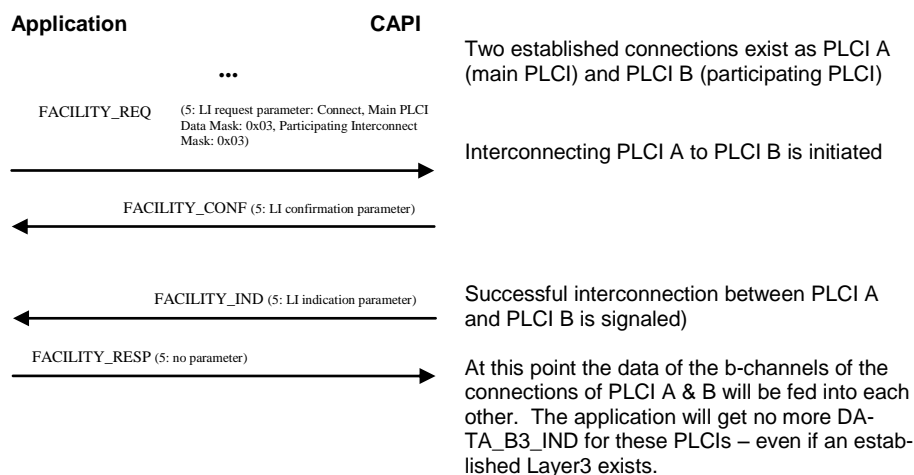 Application CAPI
Two established connections exist as PLCI A
(main PLCI) and PLCI B (participating PLCI)
...
FACILITY_REQ (5: LI request parameter: Connect, Main PLCI
Data Mask: 0x03, Participating Interconnect
Mask: 0x03)
Interconnecting PLCI A to PLCI B is initiated
FACILITY_CONF (5: LI confirmation parameter)
FACILITY_IND (5: LI indication parameter)
Successful interconnection between PLCI A
and PLCI B is signaled)
FACILITY_RESP (5: no parameter)
At this point the data of the b-channels of the
connections of PLCI A & B will be fed into each
other. The application will get no more DA-
TA_B3_IND for these PLCIs – even if an estab-
lished Layer3 exists.